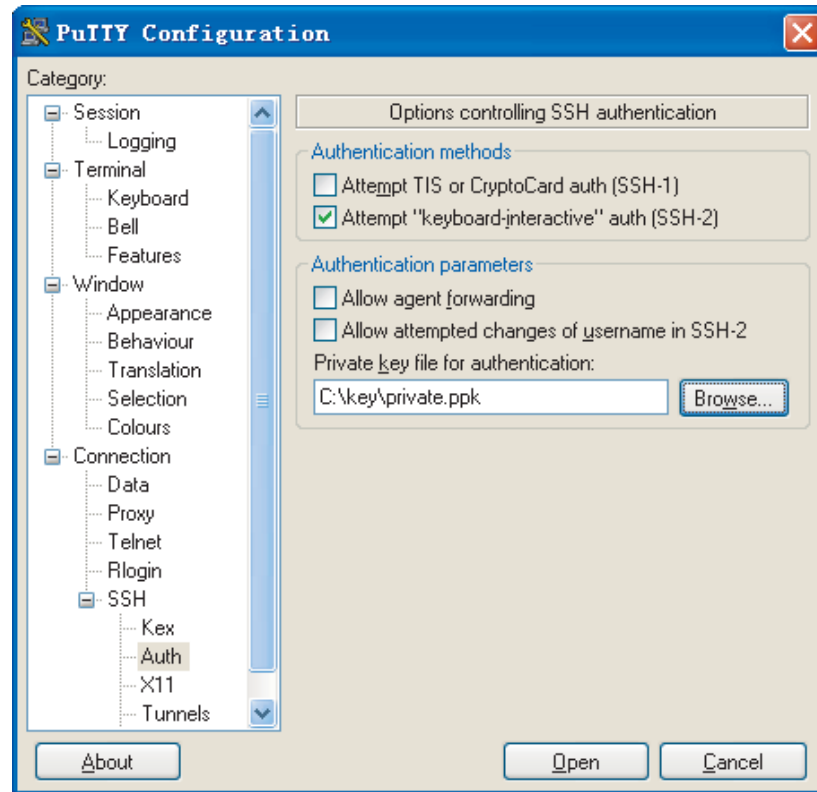 PuTTY Configuration
Category:
Session
Logging
Terminal
Keyboard
Bell
Features
Window
Appearance
Behaviour
Translation
Selection
Colours
Connection
Data
Proxy
Telnet
Rlogin
SSH
Kex
Auth
X11
Tunnels
Options controlling SSH authentication
Authentication methods
Attempt TIS or CryptoCard auth (SSH-1)
Attempt "keyboard-interactive" auth (SSH-2)
Authentication parameters
Allow agent forwarding
Allow attempted changes of username in SSH-2
Private key file for authentication:
C:\key\private.ppk
Browse...
About
Open
Cancel